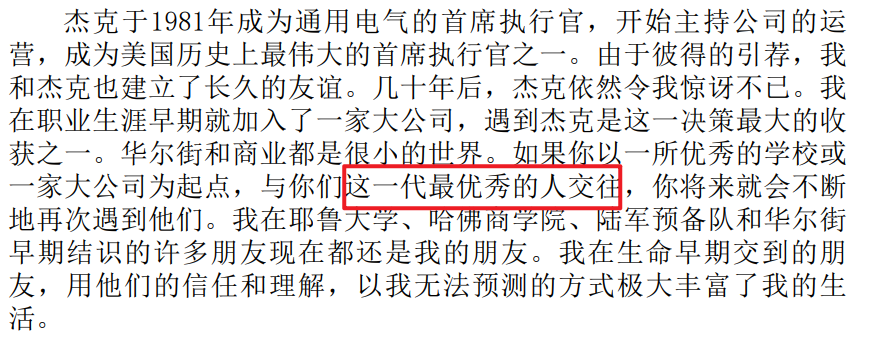 杰克于1981年成为通用电气的首席执行官，开始主持公司的运
营，成为美国历史上最伟大的首席执行官之一。由于彼得的引荐，我
和杰克也建立了长久的友谊。几十年后，杰克依然令我惊讶不已。我
在职业生涯早期就加入了一家大公司，遇到杰克是这一决策最大的收
获之一。华尔街和商业都是很小的世界。如果你以一所优秀的学校或
一家大公司为起点，与你们这一代最优秀的人交往，你将来就会不断
地再次遇到他们。我在耶鲁大学、哈佛商学院、陆军预备队和华尔街
早期结识的许多朋友现在都还是我的朋友。我在生命早期交到的朋
友，用他们的信任和理解，以我无法预测的方式极大丰富了我的生
活。